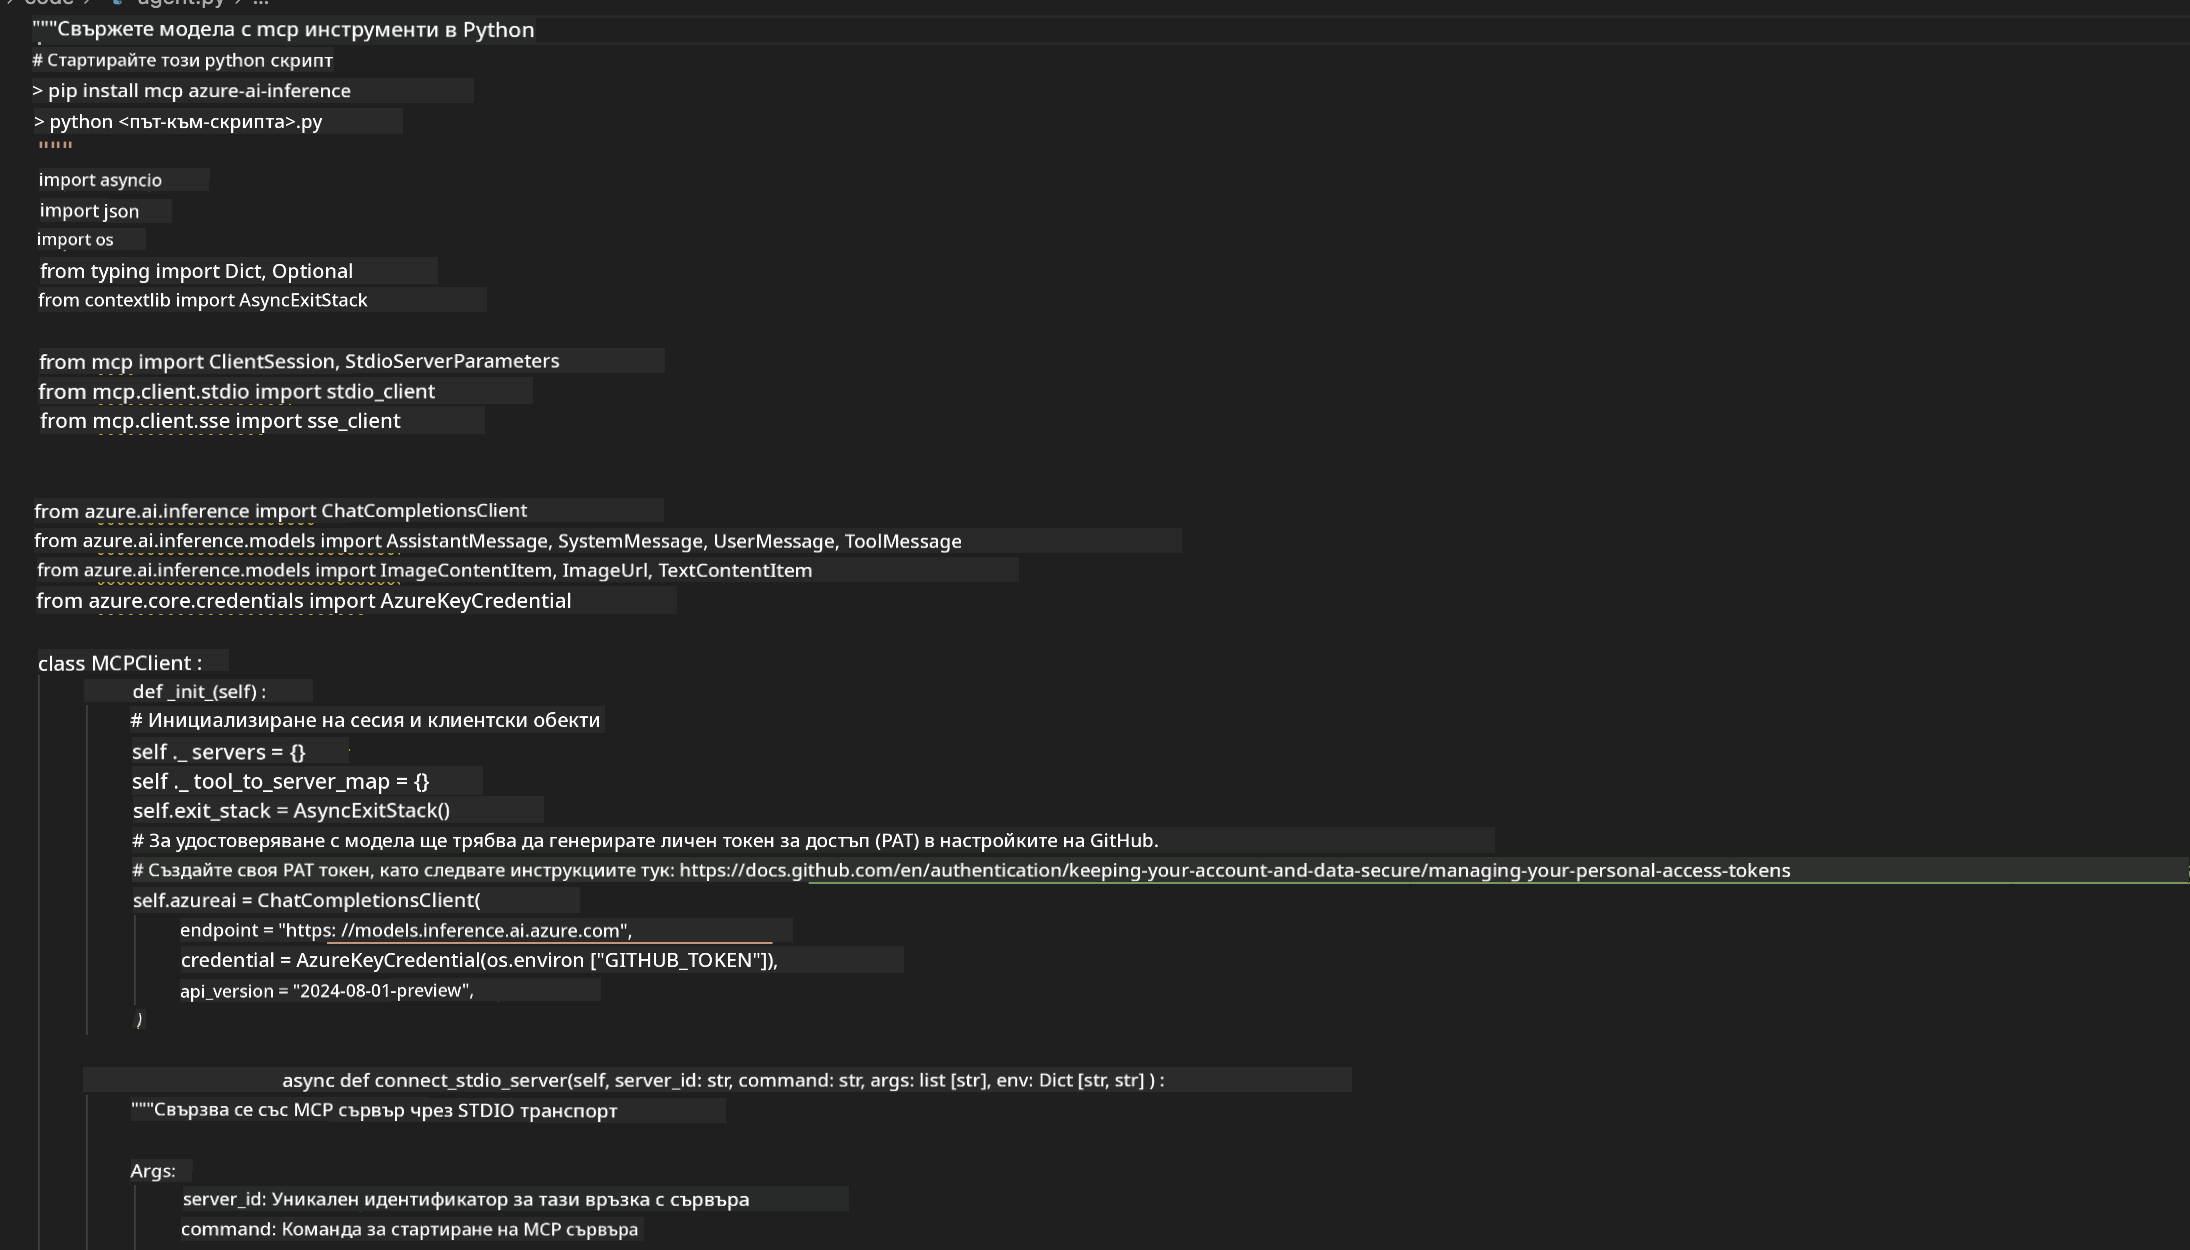 code > agent.py > ...
"""Свържете модела с mcp инструменти в Python
# Стартирайте този python скрипт
> pip install mcp azure-ai-inference
> python <път-към-скрипта>.py
"""
import asyncio
import json
import os
from typing import Dict, Optional
from contextlib import AsyncExitStack
from mcp import ClientSession, StdioServerParameters
from mcp.client.stdio import stdio_client
from mcp.client.sse import sse_client
from azure.ai.inference import ChatCompletionsClient
from azure.ai.inference.models import AssistantMessage, SystemMessage, UserMessage, ToolMessage
from azure.ai.inference.models import ImageContentItem, ImageUrl, TextContentItem
from azure.core.credentials import AzureKeyCredential
class MCPClient :
def _init_(self) :
# Инициализиране на сесия и клиентски обекти
self ._ servers = {}
self ._ tool_to_server_map = {}
self.exit_stack = AsyncExitStack()
# За удостоверяване с модела ще трябва да генерирате личен токен за достъп (PAT) в настройките на GitHub.
# Създайте своя PAT токен, като следвате инструкциите тук: https://docs.github.com/en/authentication/keeping-your-account-and-data-secure/managing-your-personal-access-tokens
self.azureai = ChatCompletionsClient(
endpoint = "https: //models.inference.ai.azure.com",
credential = AzureKeyCredential(os.environ ["GITHUB_TOKEN"]),
api_version = "2024-08-01-preview",
)
async def connect_stdio_server(self, server_id: str, command: str, args: list [str], env: Dict [str, str] ) :
"""Свързва се със MCP сървър чрез STDIO транспорт
Args:
server_id: Уникален идентификатор за тази връзка с сървъра
command: Команда за стартиране на MCP сървъра